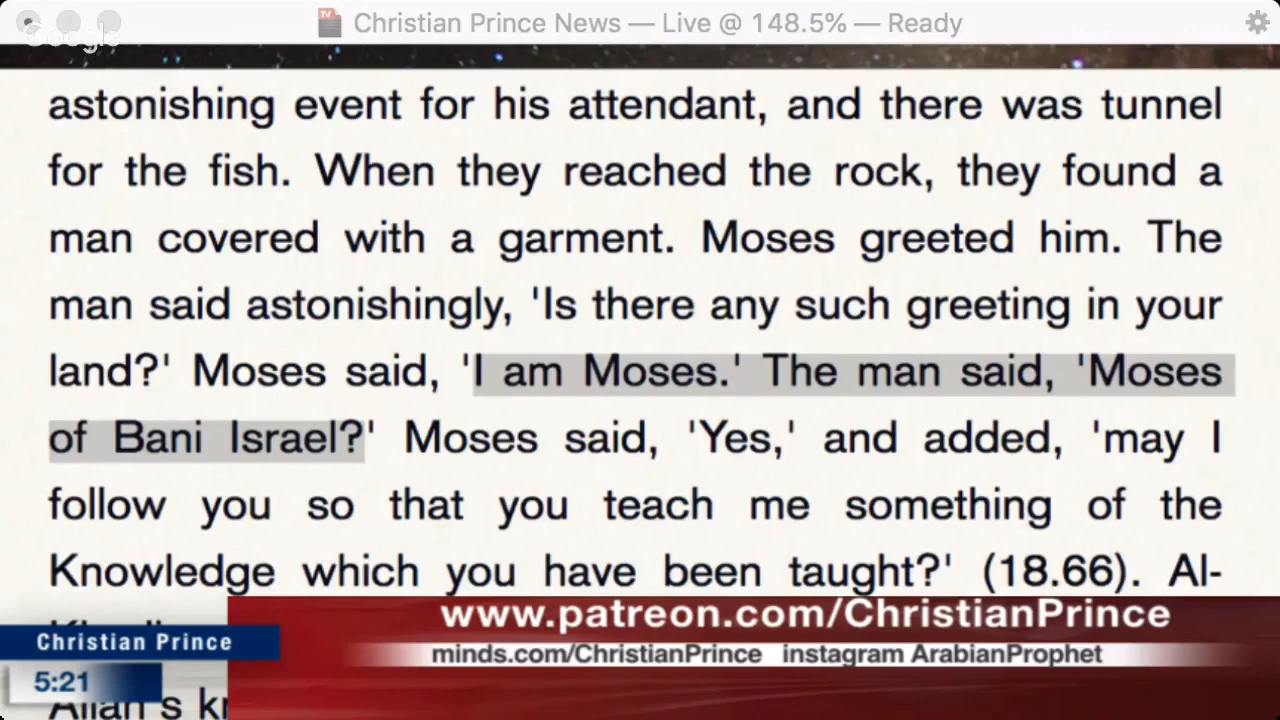 Christian Prince News — Live @ 148.5% — Ready
Google
TV
astonishing event for his attendant, and there was tunnel
for the fish. When they reached the rock, they found a
man covered with a garment. Moses greeted him. The
man said astonishingly, 'Is there any such greeting in your
land?' Moses said, 'I am Moses.' The man said, 'Moses
of Bani Israel?' Moses said, 'Yes,' and added, 'may I
follow you so that you teach me something of the
Knowledge which you have been taught?' (18.66). Al-
www.patreon.com/ChristianPrince
Christian Prince
minds.com/ChristianPrince instagram ArabianProphet
5:21
Allah's